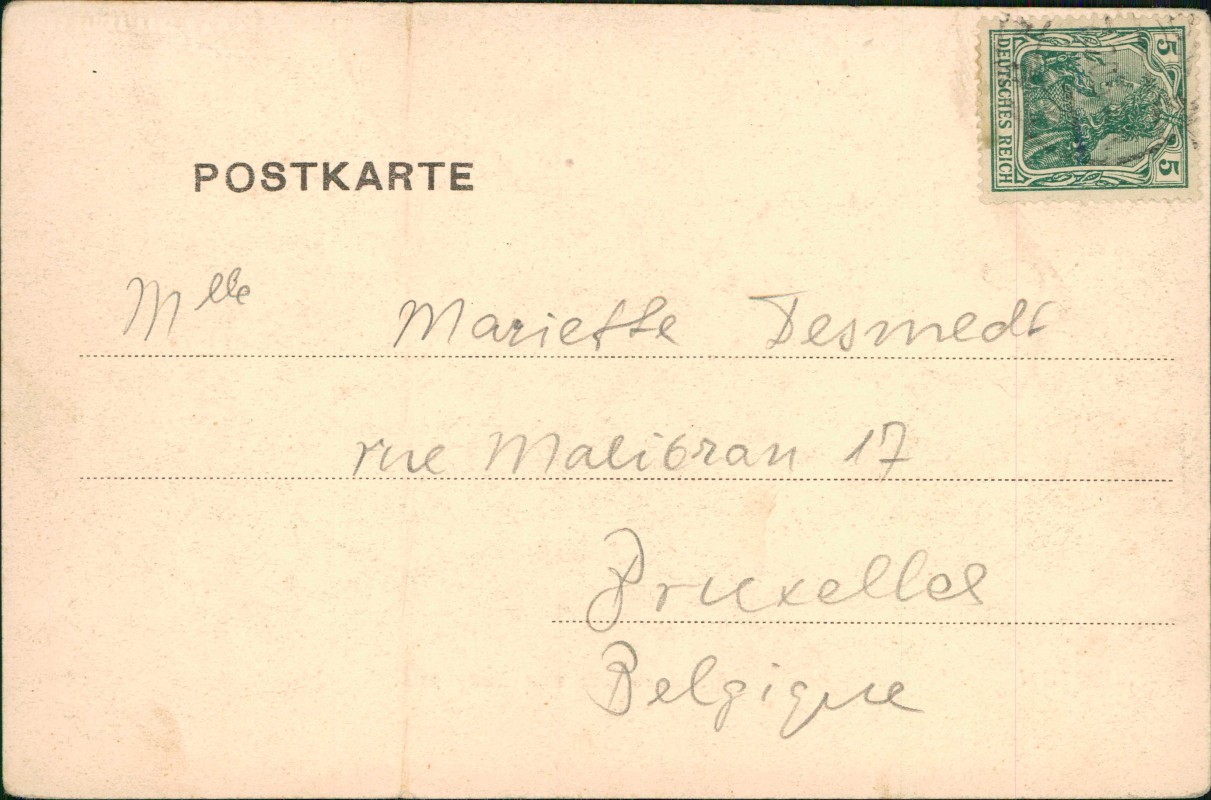 5 5
DEUTSCHES REICH
POSTKARTE
Mlle Mariette Desmedt
rue Malibran 17
Bruxelles
Belgique